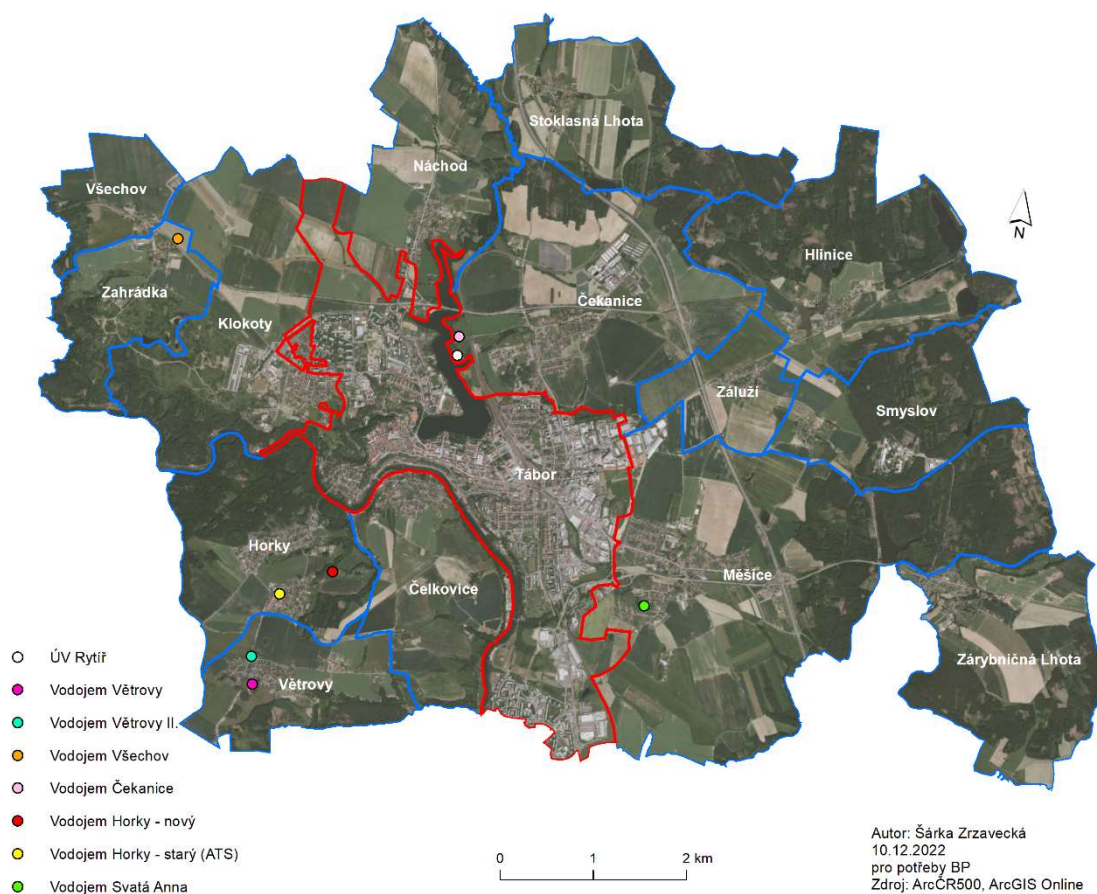 Stoklasná Lhota
Náchod
Všechov
Hlinice
Zahrádka
Čekanice
Klokoty
Záluží
Smyslov
Tábor
Horky
Čelkovice
Měšice
Zárybničná Lhota
Větrovy
N
ÚV Rytíř
Vodojem Větrovy
Vodojem Větrovy II.
Vodojem Všechov
Vodojem Čekanice
Vodojem Horky - nový
Vodojem Horky - starý (ATS)
Vodojem Svatá Anna
0 1 2 km
Autor: Šárka Zrzavecká
10.12.2022
pro potřeby BP
Zdroj: ArcČR500, ArcGIS Online